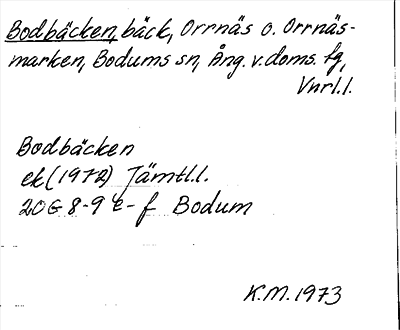 Bodbäcken, bäck, Orrnäs o. Orrnäs-
marken, Bodums sn, Ång. v. doms. fg,
Vnrl. l.
Bodbäcken
ek (1972) Jämtl. l.
20G 8-9 e-f Bodum
K.M. 1973